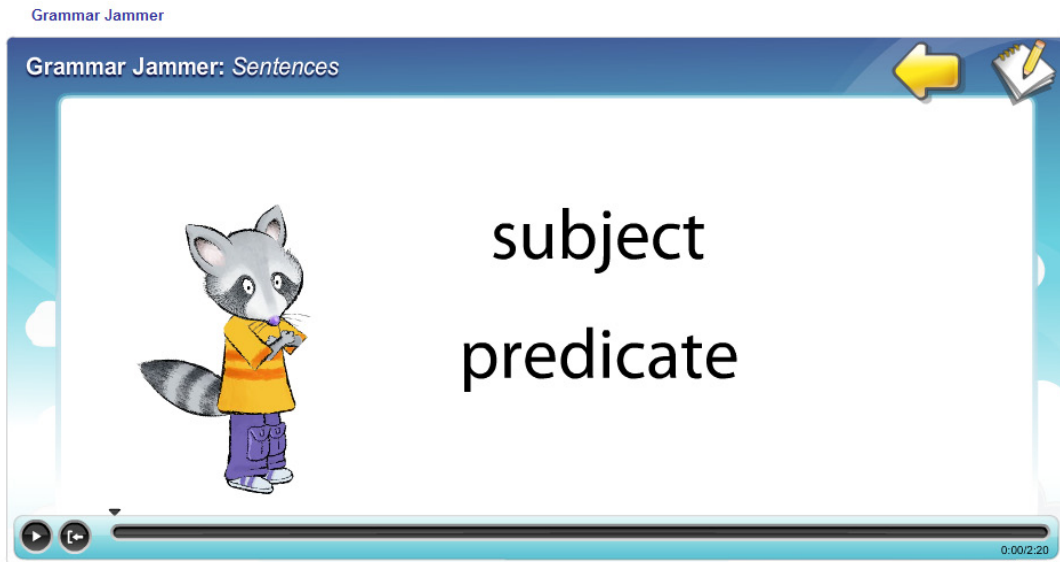 Grammar Jammer
Grammar Jammer: Sentences
subject
predicate
0:00/2:20